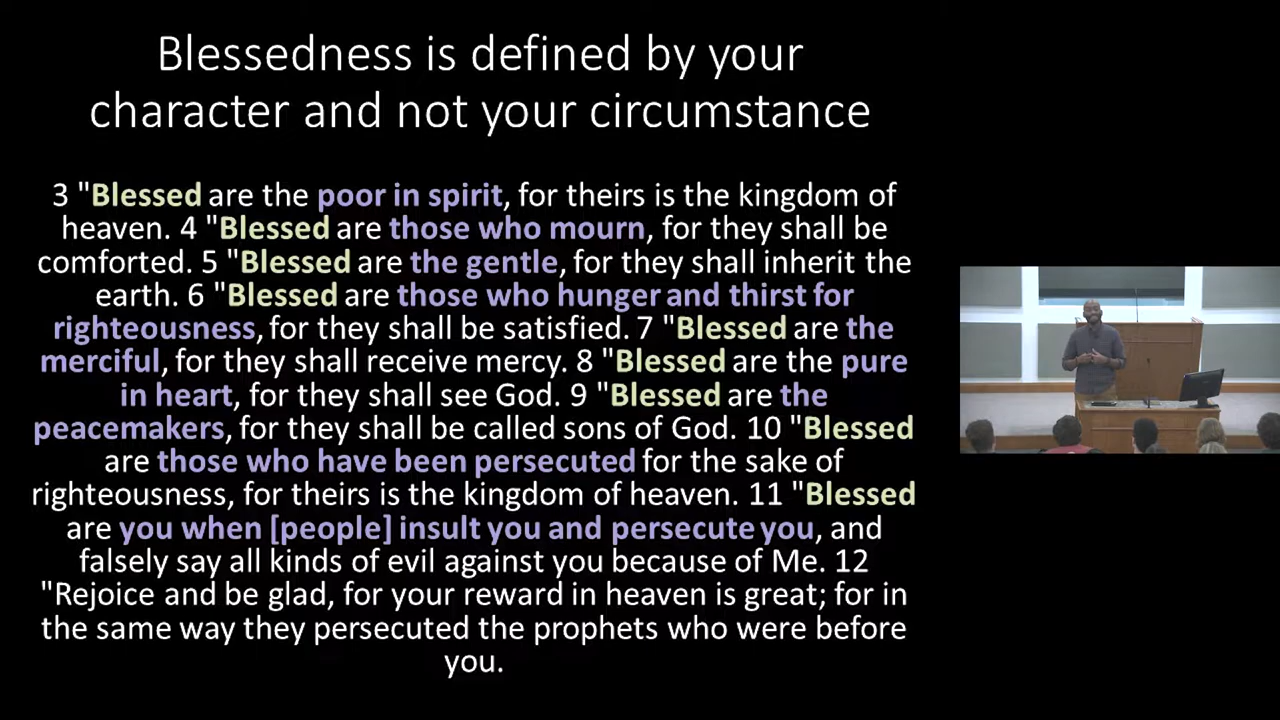 Blessedness is defined by your
character and not your circumstance
3 "Blessed are the poor in spirit, for theirs is the kingdom of
heaven. 4 "Blessed are those who mourn, for they shall be
comforted. 5 "Blessed are the gentle, for they shall inherit the
earth. 6 "Blessed are those who hunger and thirst for
righteousness, for they shall be satisfied. 7 "Blessed are the
merciful, for they shall receive mercy. 8 "Blessed are the pure
in heart, for they shall see God. 9 "Blessed are the
peacemakers, for they shall be called sons of God. 10 "Blessed
are those who have been persecuted for the sake of
righteousness, for theirs is the kingdom of heaven. 11 "Blessed
are you when [people] insult you and persecute you, and
falsely say all kinds of evil against you because of Me. 12
"Rejoice and be glad, for your reward in heaven is great; for in
the same way they persecuted the prophets who were before
you.